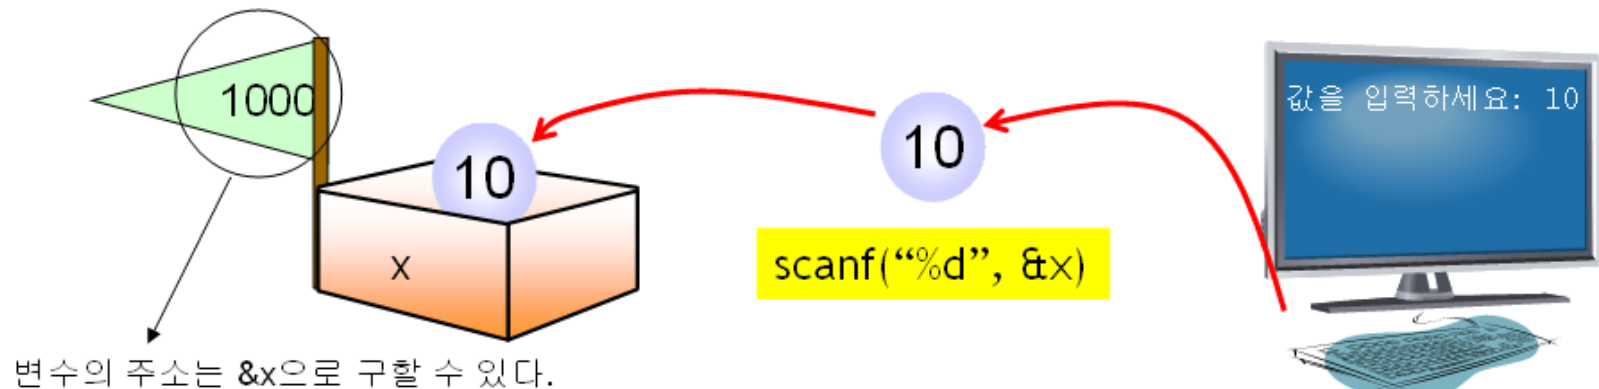 1000
10
x
변수의 주소는 &x으로 구할 수 있다.
10
scanf(“%d”, &x)
값을 입력하세요: 10